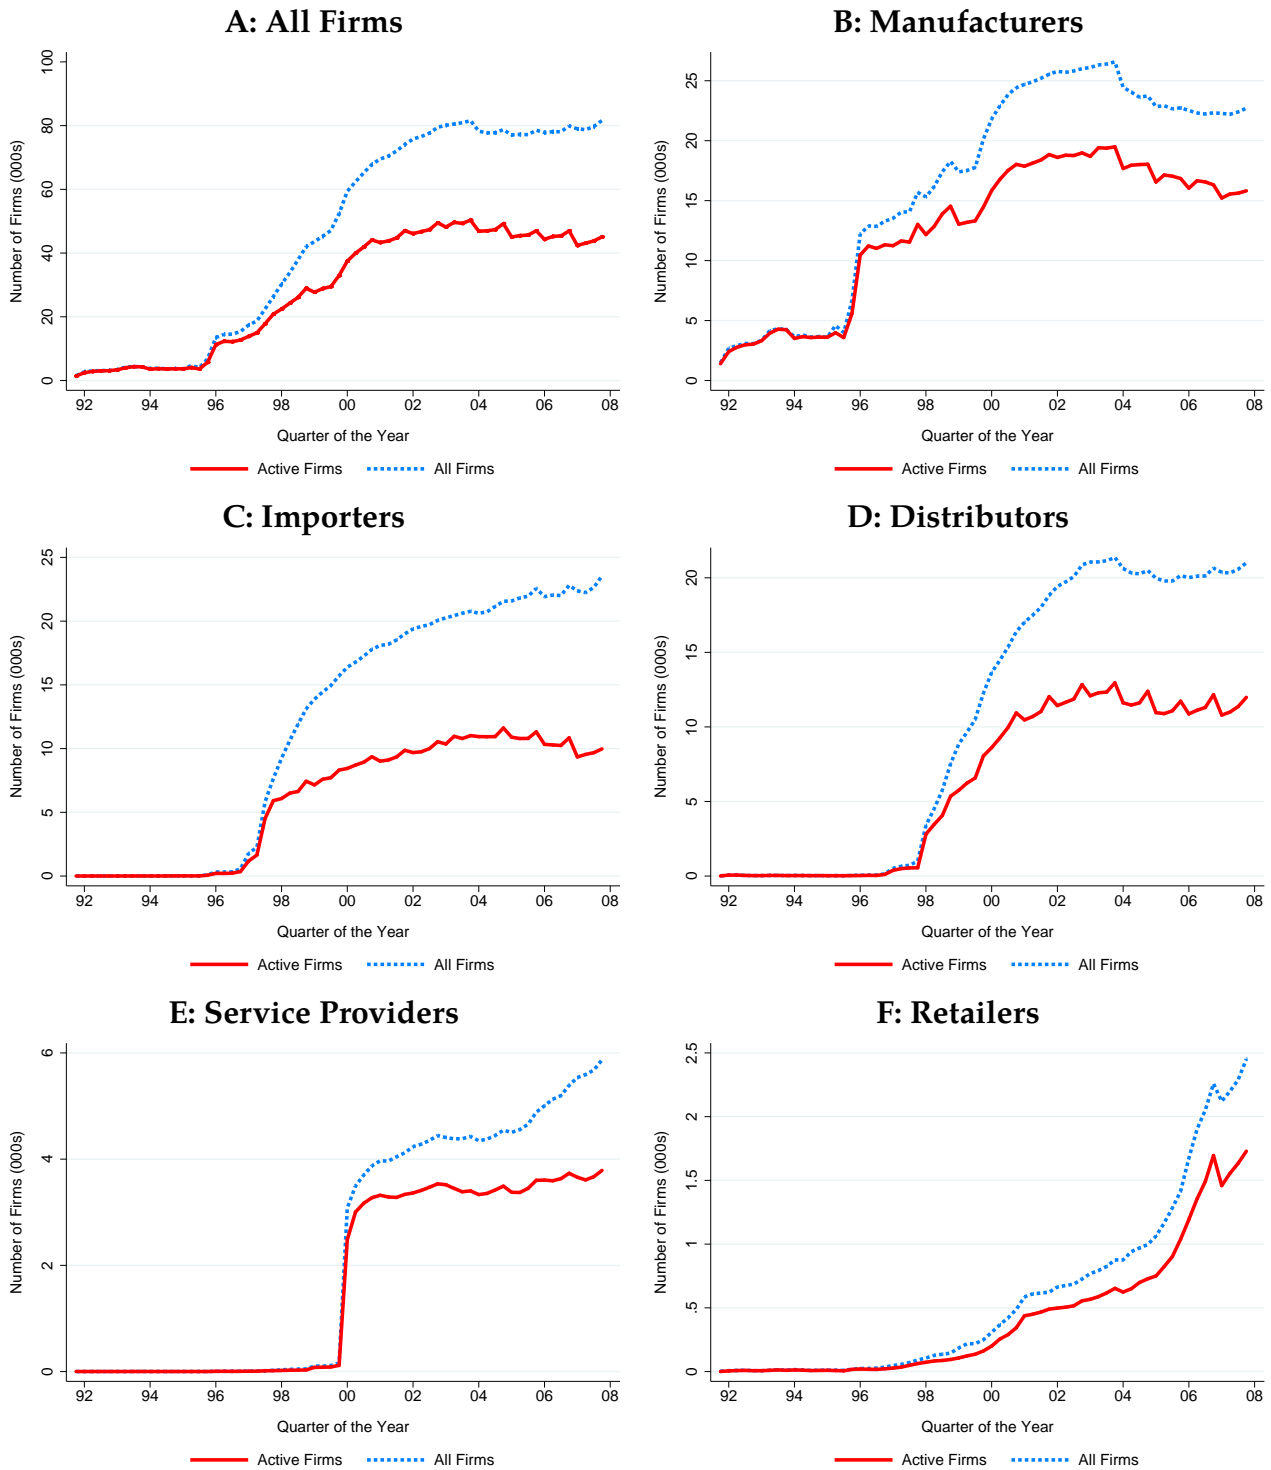 A: All Firms
Number of Firms (000s)
100
80
60
40
20
0
92 94 96 98 00 02 04 06 08
Quarter of the Year
Active Firms All Firms
B: Manufacturers
Number of Firms (000s)
25
20
15
10
5
0
92 94 96 98 00 02 04 06 08
Quarter of the Year
Active Firms All Firms
C: Importers
Number of Firms (000s)
25
20
15
10
5
0
92 94 96 98 00 02 04 06 08
Quarter of the Year
Active Firms All Firms
D: Distributors
Number of Firms (000s)
20
15
10
5
0
92 94 96 98 00 02 04 06 08
Quarter of the Year
Active Firms All Firms
E: Service Providers
Number of Firms (000s)
6
4
2
0
92 94 96 98 00 02 04 06 08
Quarter of the Year
Active Firms All Firms
F: Retailers
Number of Firms (000s)
2.5
2
1.5
1
.5
0
92 94 96 98 00 02 04 06 08
Quarter of the Year
Active Firms All Firms